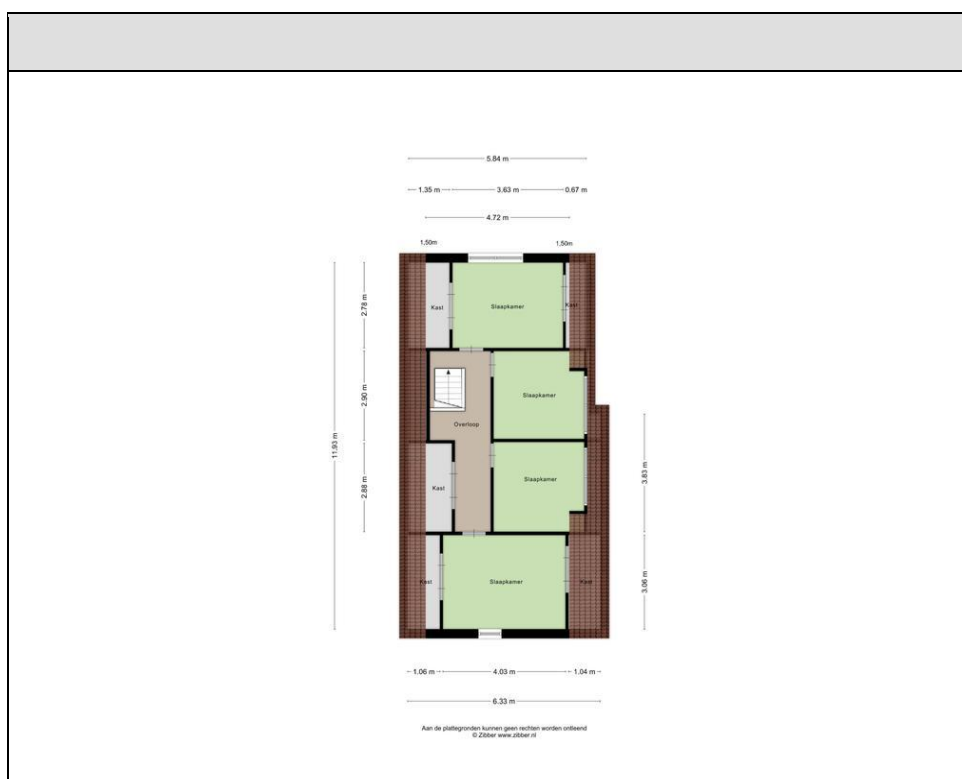 5.84 m
1.35 m
3.63 m
0.67 m
4.72 m
1,50m
1,50m
Kast
Slaapkamer
Kast
2.78 m
Slaapkamer
2.90 m
Overloop
11.93 m
Slaapkamer
Kast
2.88 m
3.83 m
Kast
Slaapkamer
Kast
3.06 m
1.06 m
4.03 m
1.04 m
6.33 m
Aan de plattegronden kunnen geen rechten worden ontleend
© Zibber www.zibber.nl